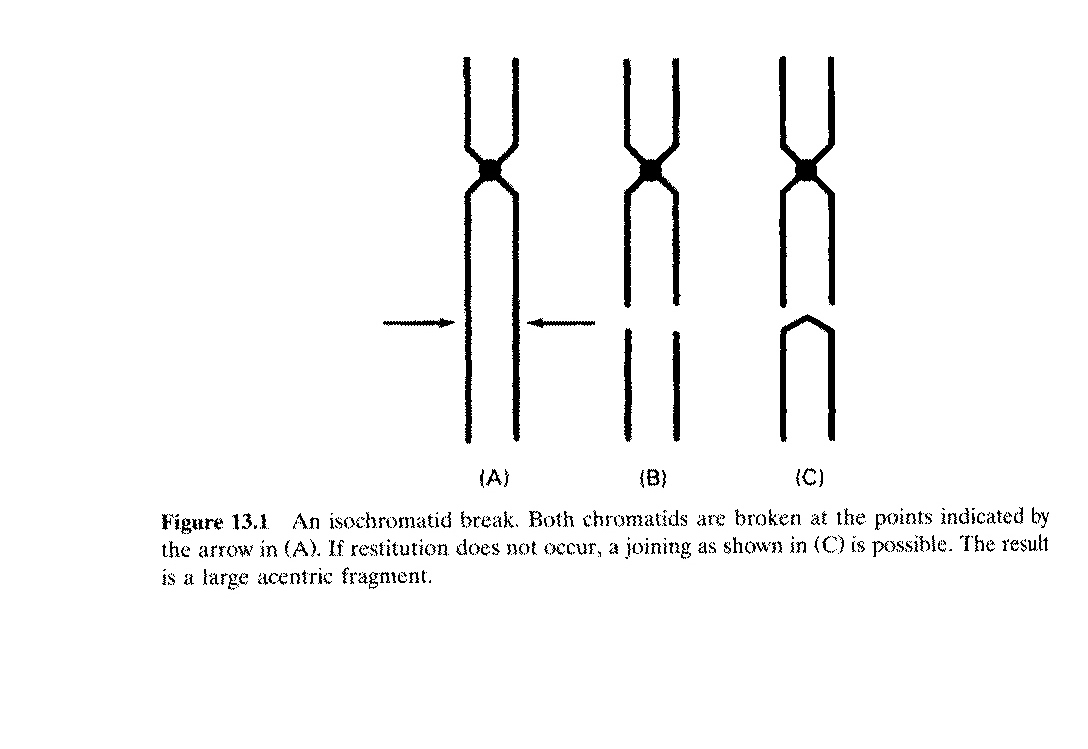 (A) (B) (C)
Figure 13.1 An isochromatid break. Both chromatids are broken at the points indicated by
the arrow in (A). If restitution does not occur, a joining as shown in (C) is possible. The result
is a large acentric fragment.